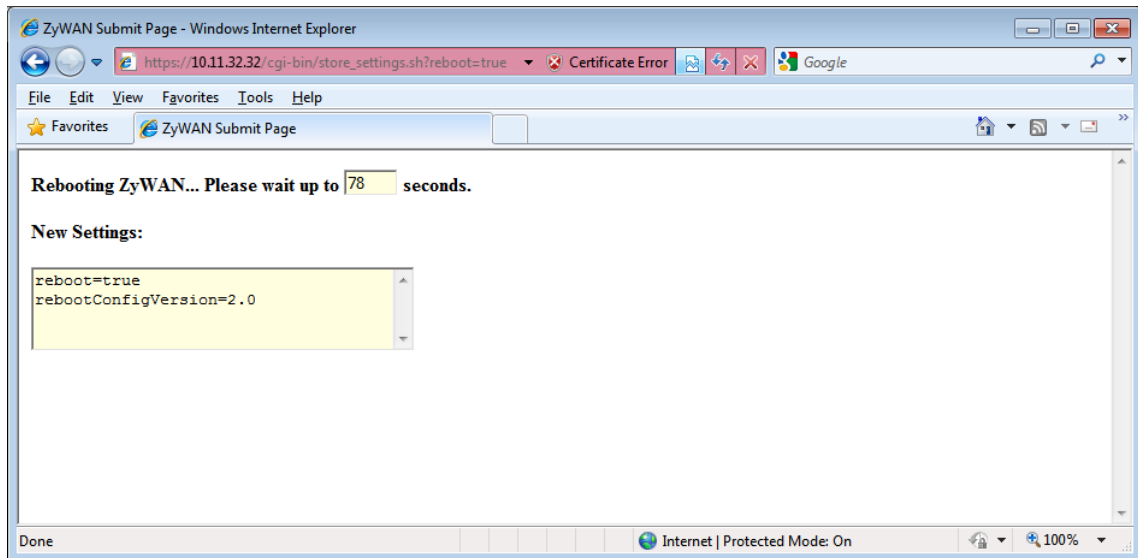 ZyWAN Submit Page - Windows Internet Explorer
https://10.11.32.32/cgi-bin/store_settings.sh?reboot=true Certificate Error Google
File Edit View Favorites Tools Help
Favorites ZyWAN Submit Page
Rebooting ZyWAN... Please wait up to 78 seconds.
New Settings:
reboot=true
rebootConfigVersion=2.0
Done Internet | Protected Mode: On 100%